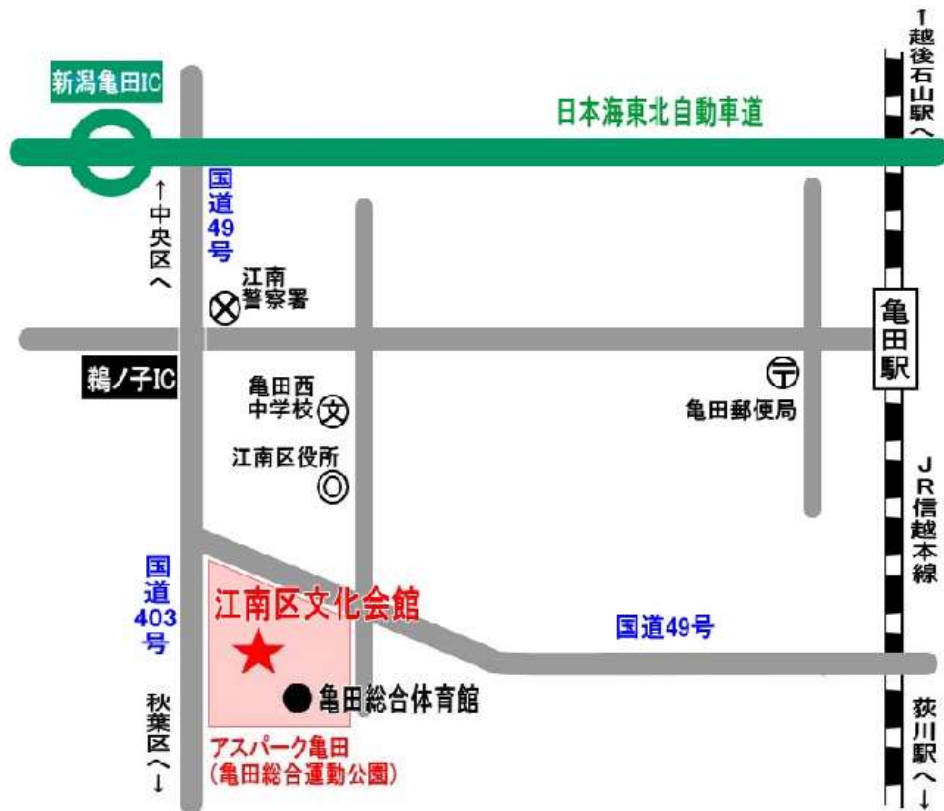 ↑越後石山駅へ
新潟亀田IC
日本海東北自動車道
国道49号
↑中央区へ
江南
警察署
亀田駅
鵜ノ子IC
亀田西
中学校
文
〒
亀田郵便局
江南区役所
JR信越本線
国道403号
江南区文化会館
国道49号
亀田総合体育館
秋葉区へ↓
荻川駅へ↓
アスパーク亀田
(亀田総合運動公園)